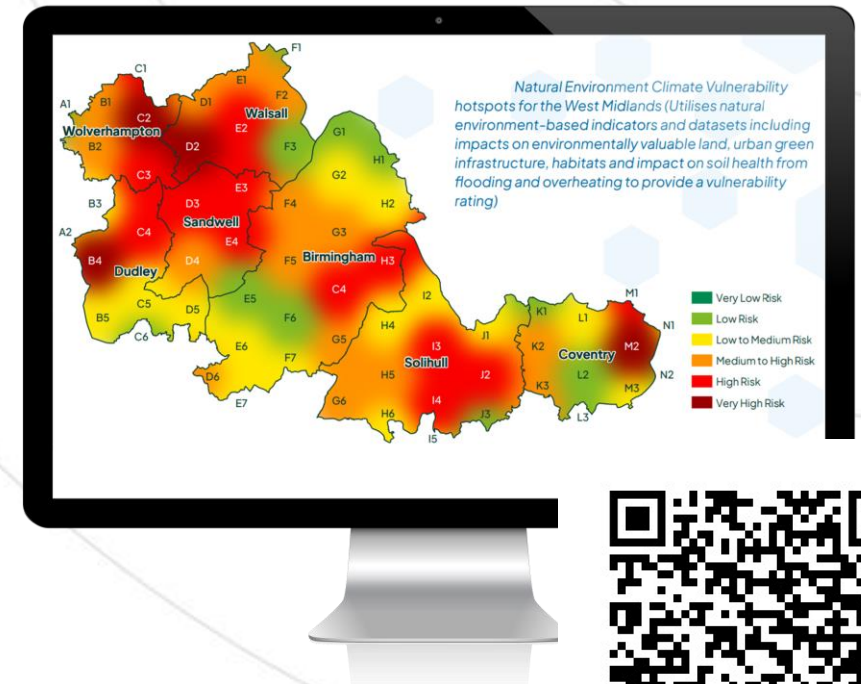 Natural Environment Climate Vulnerability
hotspots for the West Midlands (Utilises natural
environment-based indicators and datasets including
impacts on environmentally valuable land, urban green
infrastructure, habitats and impact on soil health from
flooding and overheating to provide a vulnerability
rating)
F1
C1
E1
A1 B1 D1 F2
C2 Walsall
Wolverhampton E2 G1
B2 D2 F3 H1
C3 E3 G2
B3 D3 F4 H2
Sandwell
A2 C4 E4 G3
B4 D4 F5 Birmingham H3
Dudley
C4
B5 C5 D5 E5 F6 I2
C6 H4 J1 K1 L1 M1
E6 G5 I3 N1
F7 Solihull K2 Coventry M2
D6 H5 J2 L2 N2
E7 G6 I4 K3 M3
H6 J3 L3
I5
Very Low Risk
Low Risk
Low to Medium Risk
Medium to High Risk
High Risk
Very High Risk